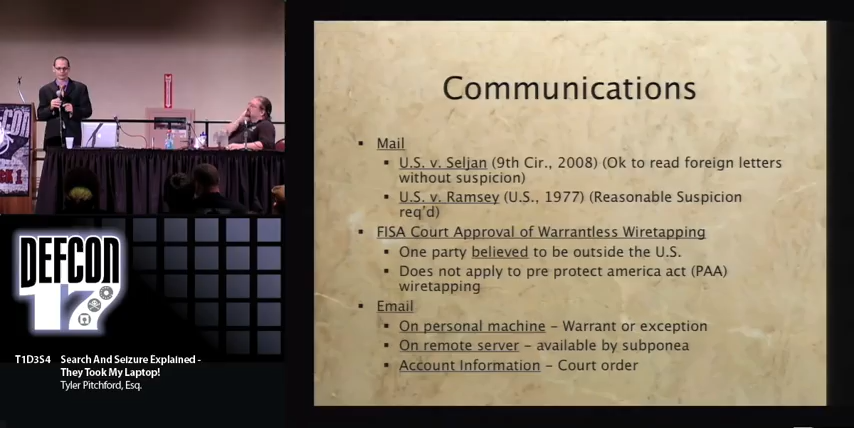 Communications
Mail
U.S. v. Seljan (9th Cir., 2008) (Ok to read foreign letters
without suspicion)
U.S. v. Ramsey (U.S., 1977) (Reasonable Suspicion
req'd)
FISA Court Approval of Warrantless Wiretapping
One party believed to be outside the U.S.
Does not apply to pre protect america act (PAA)
wiretapping
Email
On personal machine – Warrant or exception
On remote server – available by subponea
Account Information – Court order
DEFCON
DEFCON
17
T1D3S4 Search And Seizure Explained -
They Took My Laptop!
Tyler Pitchford, Esq.